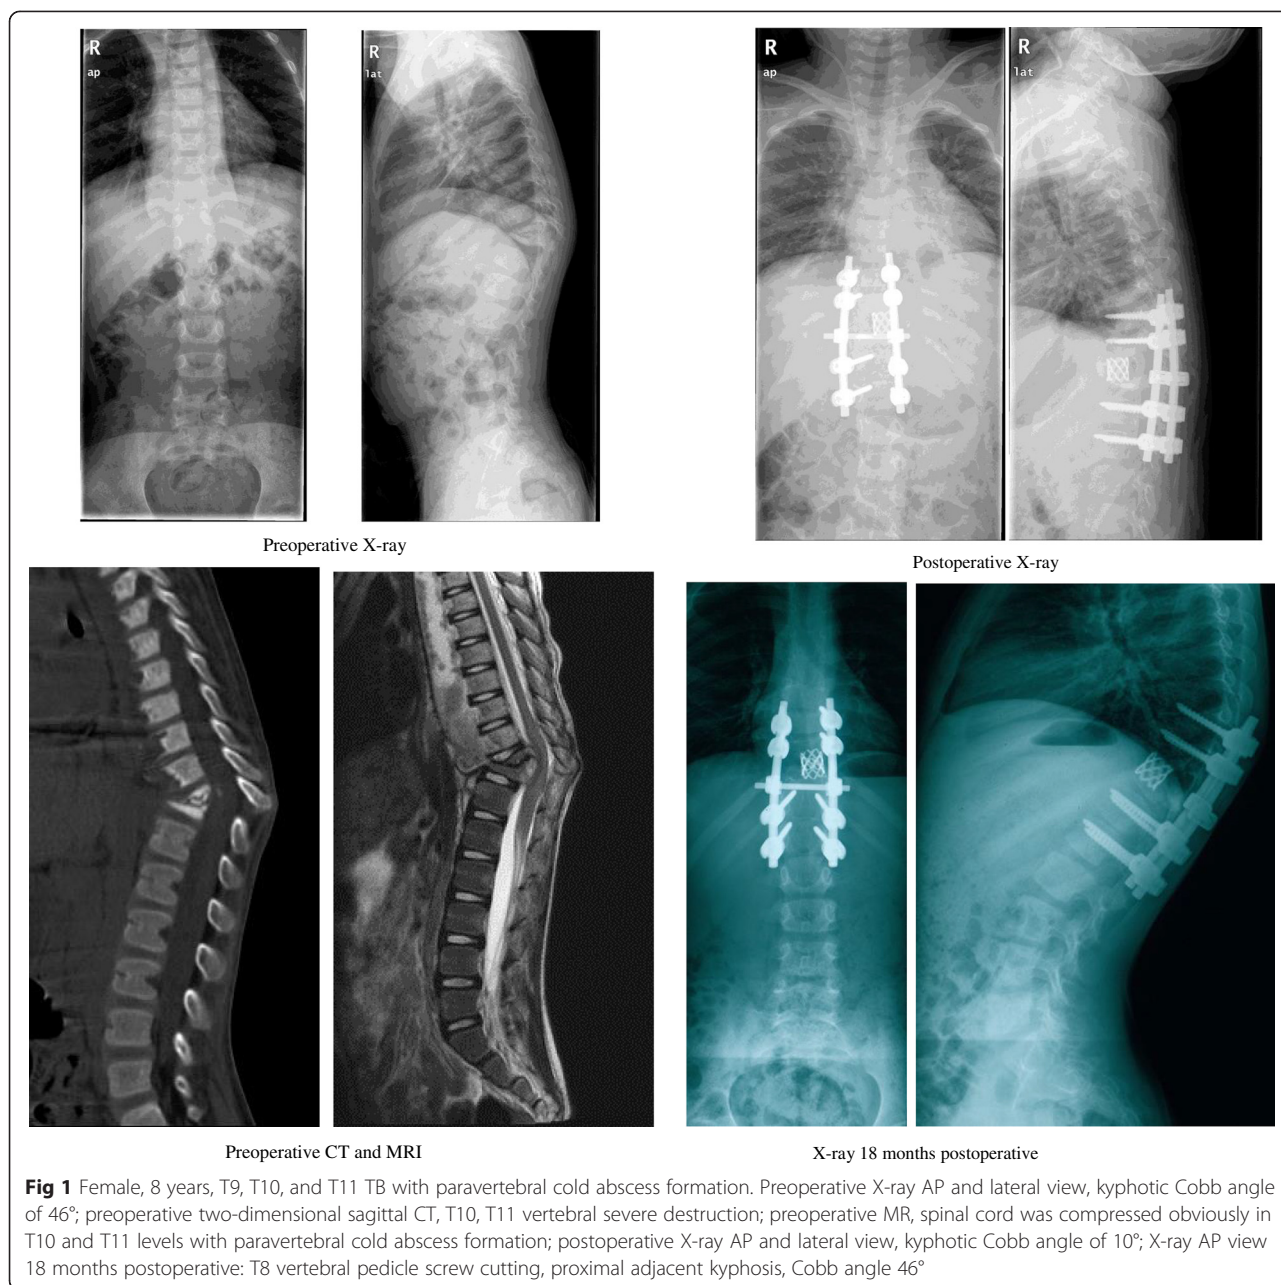 R
ap
R
lat
R
ap
R
lat
Preoperative X-ray
Postoperative X-ray
Preoperative CT and MRI
X-ray 18 months postoperative
Fig 1 Female, 8 years, T9, T10, and T11 TB with paravertebral cold abscess formation. Preoperative X-ray AP and lateral view, kyphotic Cobb angle
of 46°; preoperative two-dimensional sagittal CT, T10, T11 vertebral severe destruction; preoperative MR, spinal cord was compressed obviously in
T10 and T11 levels with paravertebral cold abscess formation; postoperative X-ray AP and lateral view, kyphotic Cobb angle of 10°; X-ray AP view
18 months postoperative: T8 vertebral pedicle screw cutting, proximal adjacent kyphosis, Cobb angle 46°